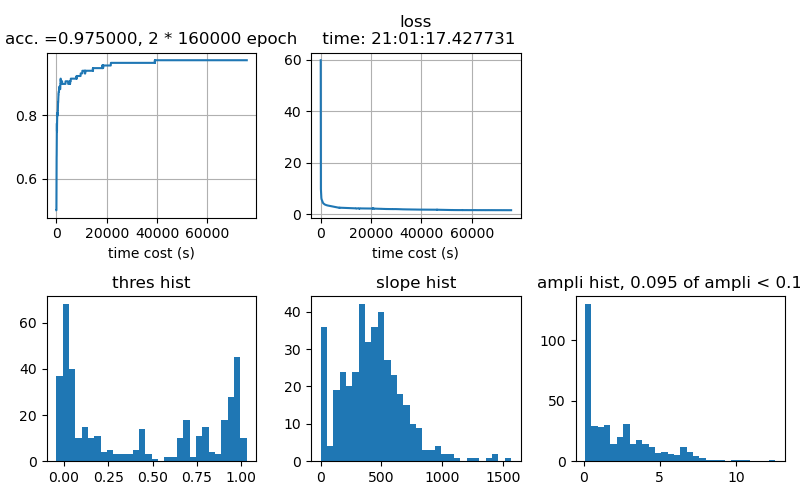 acc. =0.975000, 2 * 160000 epoch
0.8
0.6
0 20000 40000 60000
time cost (s)
loss
time: 21:01:17.427731
60
40
20
0
0 20000 40000 60000
time cost (s)
thres hist
60
40
20
0
0.00 0.25 0.50 0.75 1.00
slope hist
40
30
20
10
0
0 500 1000 1500
ampli hist, 0.095 of ampli < 0.1
100
50
0
0 5 10